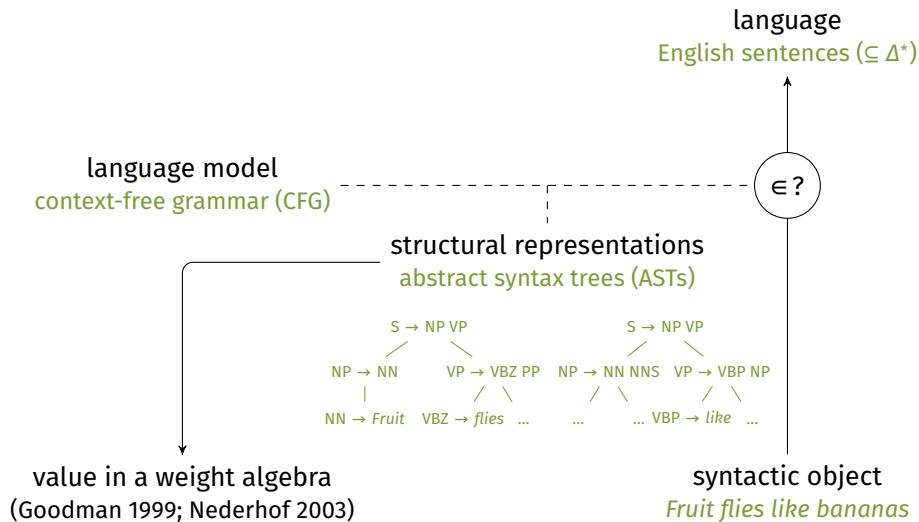 language
English sentences (⊆ Δ*)
∈ ?
language model
context-free grammar (CFG)
structural representations
abstract syntax trees (ASTs)
S → NP VP
NP → NN
VP → VBZ PP
NN → Fruit
VBZ → flies
...
S → NP VP
NP → NN NNS
VP → VBP NP
...
...
VBP → like
...
value in a weight algebra
(Goodman 1999; Nederhof 2003)
syntactic object
Fruit flies like bananas